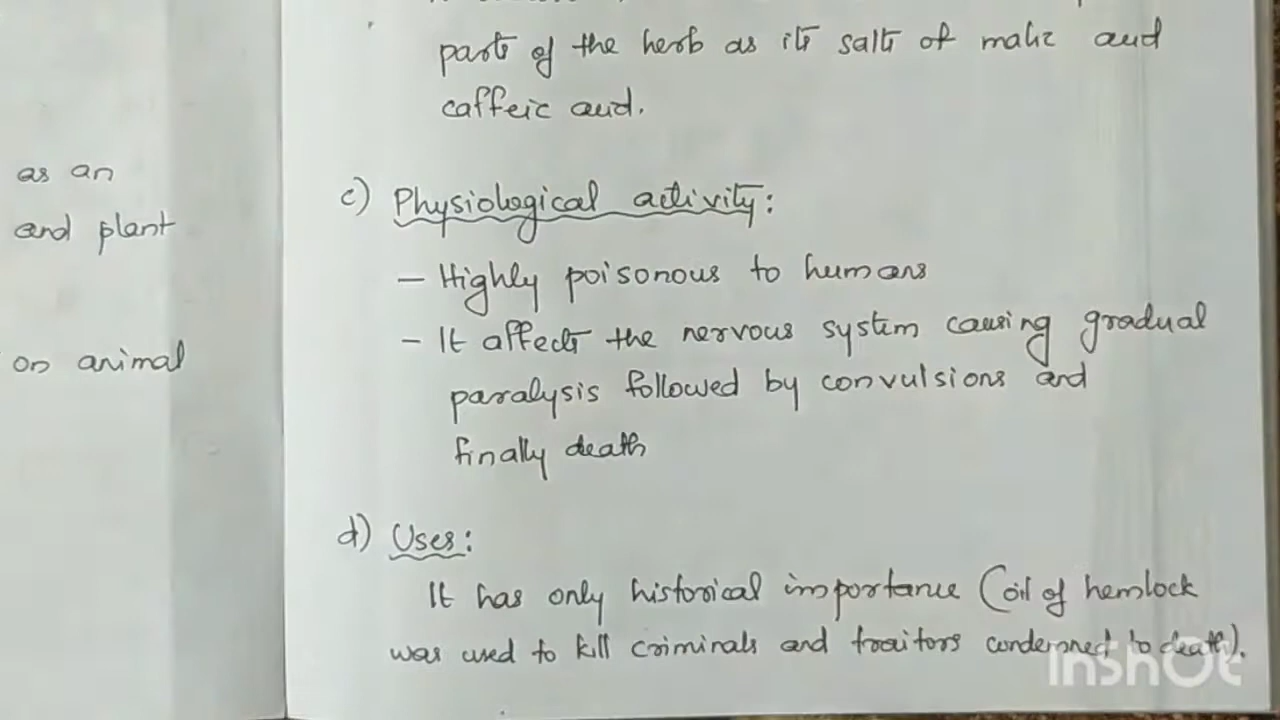 as an
and plant
on animal
parts of the herb as its salts of malic and
caffeic acid.
c) Physiological activity:
- Highly poisonous to humans
- It affects the nervous system causing gradual
paralysis followed by convulsions and
finally death
d) Uses:
It has only historical importance (oil of hemlock
was used to kill criminals and traitors condemned to death).
InShOt